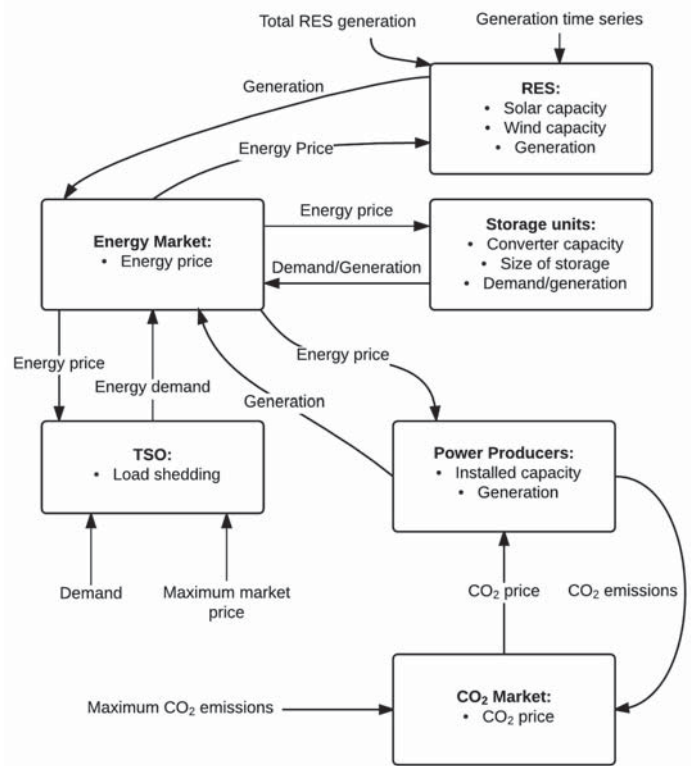 Total RES generation
Generation time series
Generation
RES:
• Solar capacity
• Wind capacity
• Generation
Energy Price
Energy price
Energy Market:
• Energy price
Storage units:
• Converter capacity
• Size of storage
• Demand/generation
Demand/Generation
Energy price
Energy price
Energy demand
Generation
TSO:
• Load shedding
Power Producers:
• Installed capacity
• Generation
Demand
Maximum market
price
CO₂ price
CO₂ emissions
Maximum CO₂ emissions
CO₂ Market:
• CO₂ price